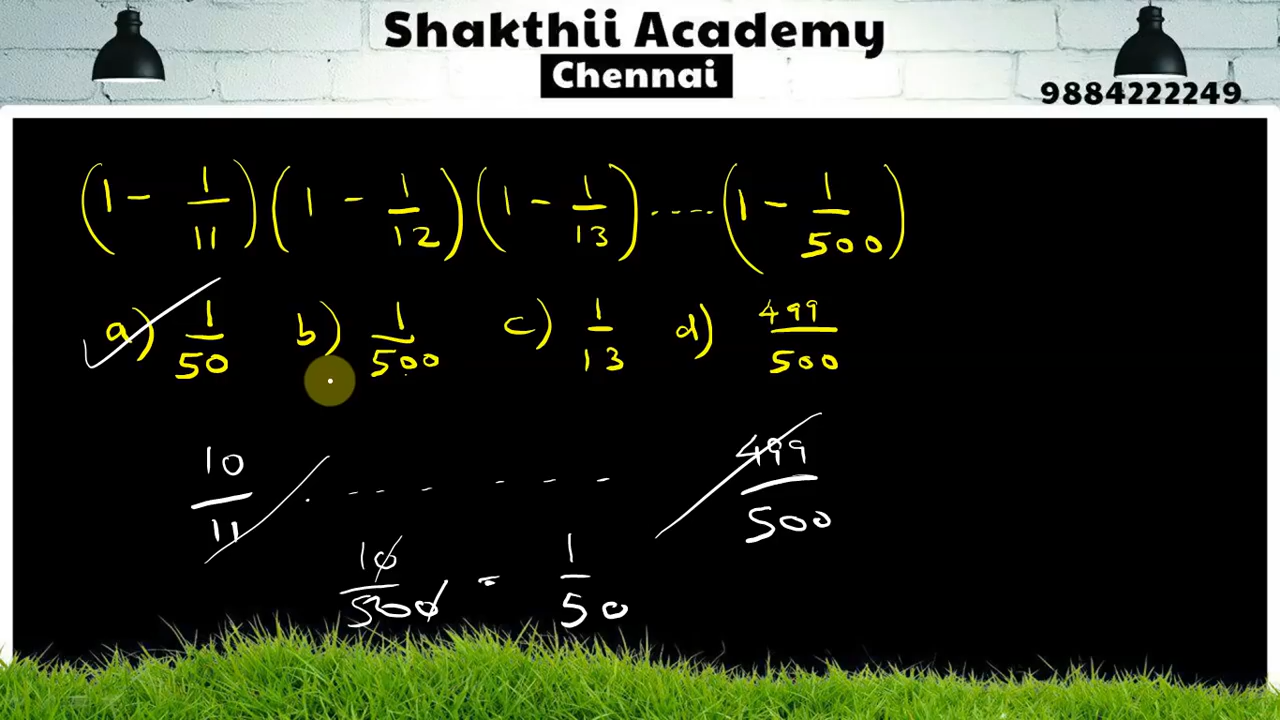 Shakthii Academy
Chennai
9884222249
(1 - 1/11) (1 - 1/12) (1 - 1/13) ..... (1 - 1/500)
a) 1/50 b) 1/500 c) 1/13 d) 499/500
10/11 . - - - - - - - 499/500
10/500 = 1/50